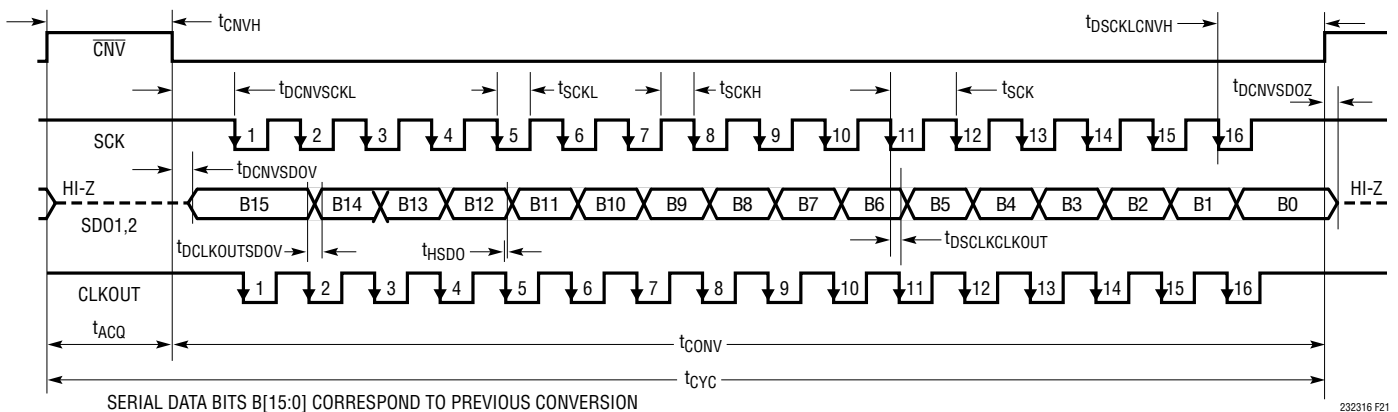 tCNVH
tDSCKLCNVH
CNV
tDCNVSCKL
tSCKL
tSCKH
tSCK
tDCNVSDOZ
SCK
1 2 3 4 5 6 7 8 9 10 11 12 13 14 15 16
tDCNVSDOV
HI-Z
B15 B14 B13 B12 B11 B10 B9 B8 B7 B6 B5 B4 B3 B2 B1 B0
HI-Z
SDO1,2
tDCLKOUTSDOV
tHSDO
tDSCLKCLKOUT
CLKOUT
1 2 3 4 5 6 7 8 9 10 11 12 13 14 15 16
tACQ
tCONV
tCYC
SERIAL DATA BITS B[15:0] CORRESPOND TO PREVIOUS CONVERSION
232316 F21